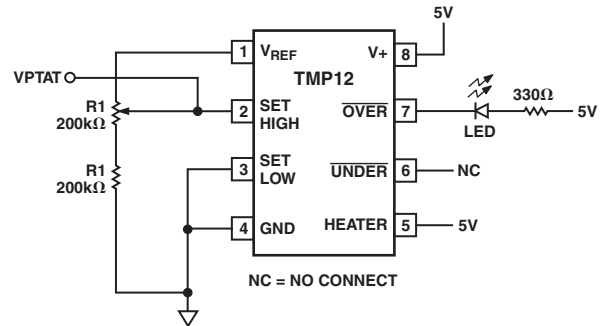 5V
1
VREF
V+
8
VPTAT
TMP12
R1
200kΩ
2
SET
HIGH
OVER
7
330Ω
5V
LED
R1
200kΩ
3
SET
LOW
UNDER
6
NC
4
GND
HEATER
5
5V
NC = NO CONNECT